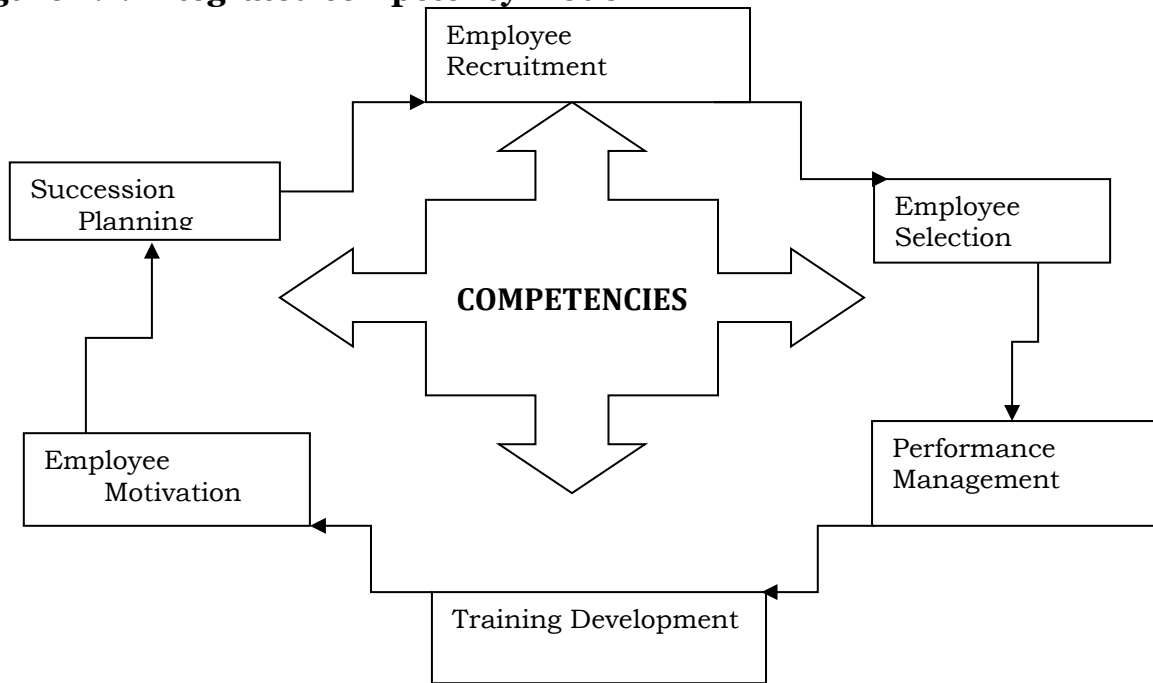 Employee
Recruitment
Succession
Planning
Employee
Selection
COMPETENCIES
Employee
Motivation
Performance
Management
Training Development